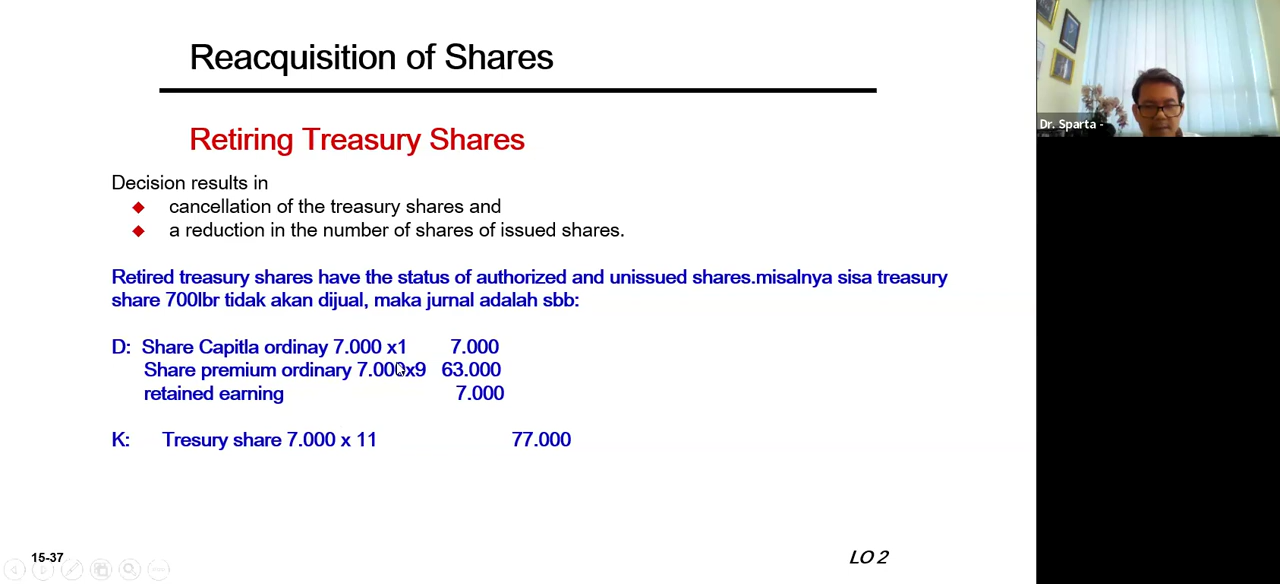 Reacquisition of Shares
Retiring Treasury Shares
Decision results in
cancellation of the treasury shares and
a reduction in the number of shares of issued shares.
Retired treasury shares have the status of authorized and unissued shares.misalnya sisa treasury
share 700lbr tidak akan dijual, maka jurnal adalah sbb:
D: Share Capitla ordinay 7.000 x1 7.000
Share premium ordinary 7.000x9 63.000
retained earning 7.000
K: Tresury share 7.000 x 11 77.000
15-37
LO 2
Dr. Sparta -